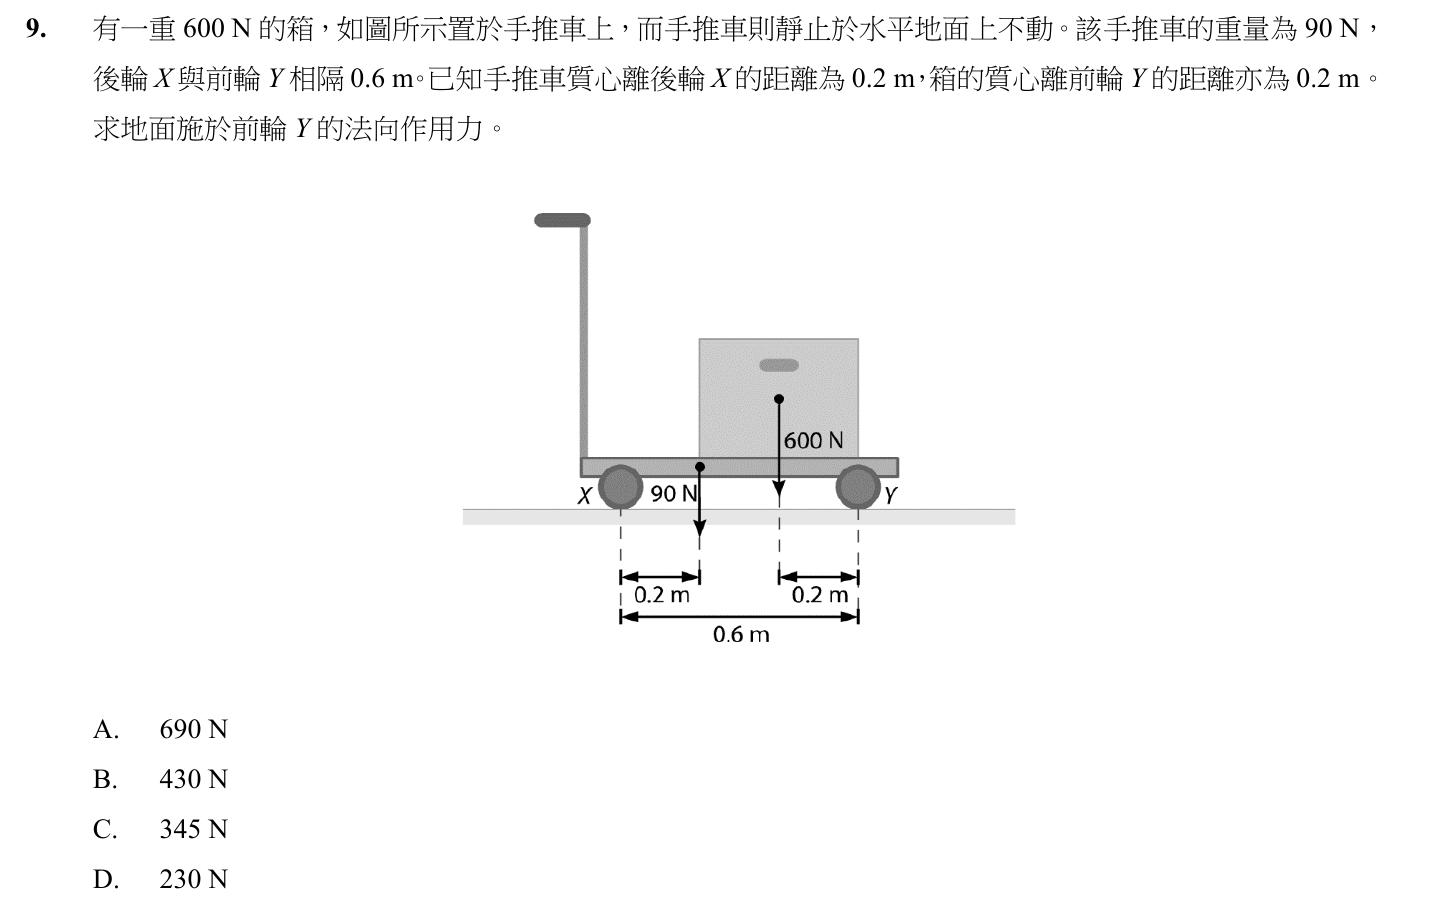 9. 有一重 600 N 的箱，如圖所示置於手推車上，而手推車則靜止於水平地面上不動。該手推車的重量為 90 N，
後輪 X 與前輪 Y 相隔 0.6 m。已知手推車質心離後輪 X 的距離為 0.2 m，箱的質心離前輪 Y 的距離亦為 0.2 m。
求地面施於前輪 Y 的法向作用力。
600 N
X 90 N Y
0.2 m 0.2 m
0.6 m
A. 690 N
B. 430 N
C. 345 N
D. 230 N